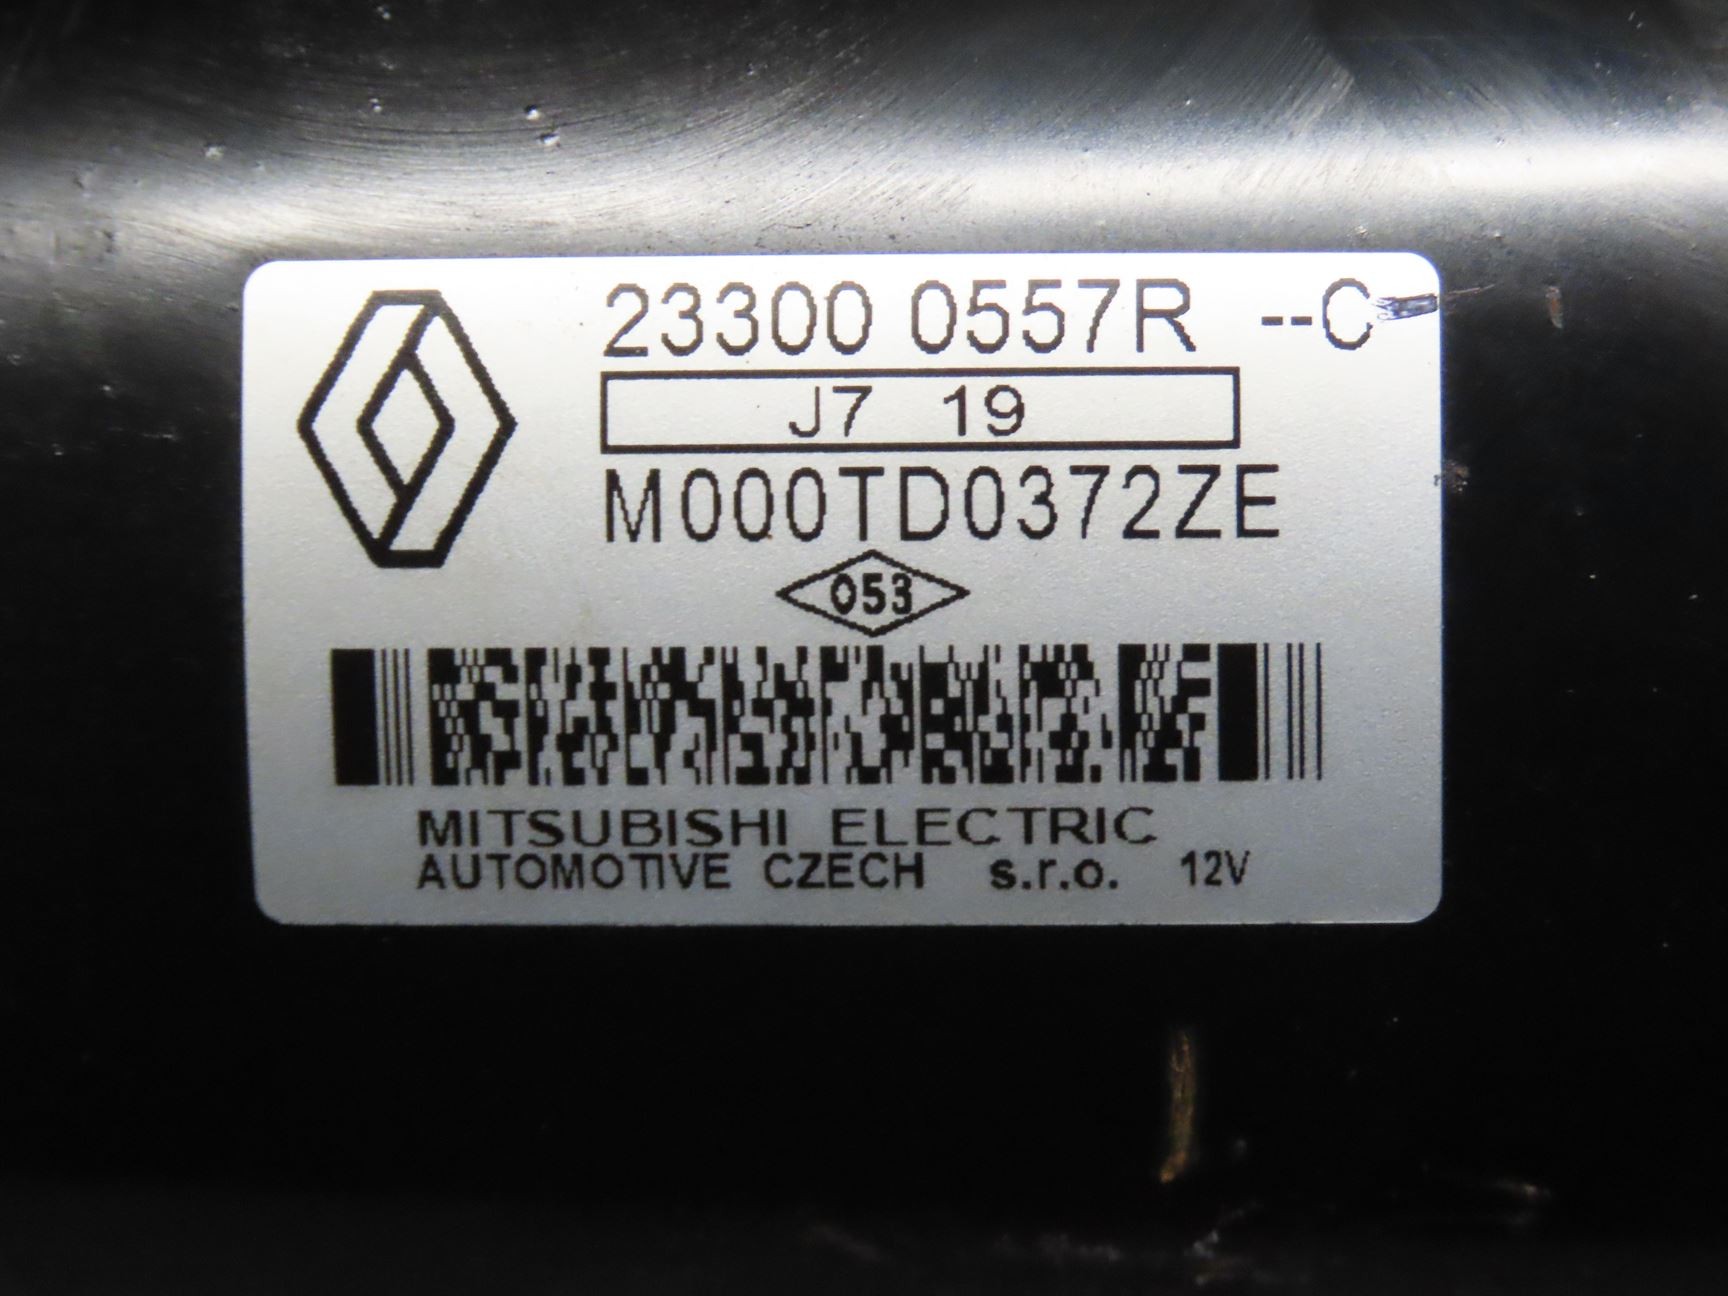 23300 0557R --C
J7 19
M000TD0372ZE
053
MITSUBISHI ELECTRIC
AUTOMOTIVE CZECH s.r.o. 12V